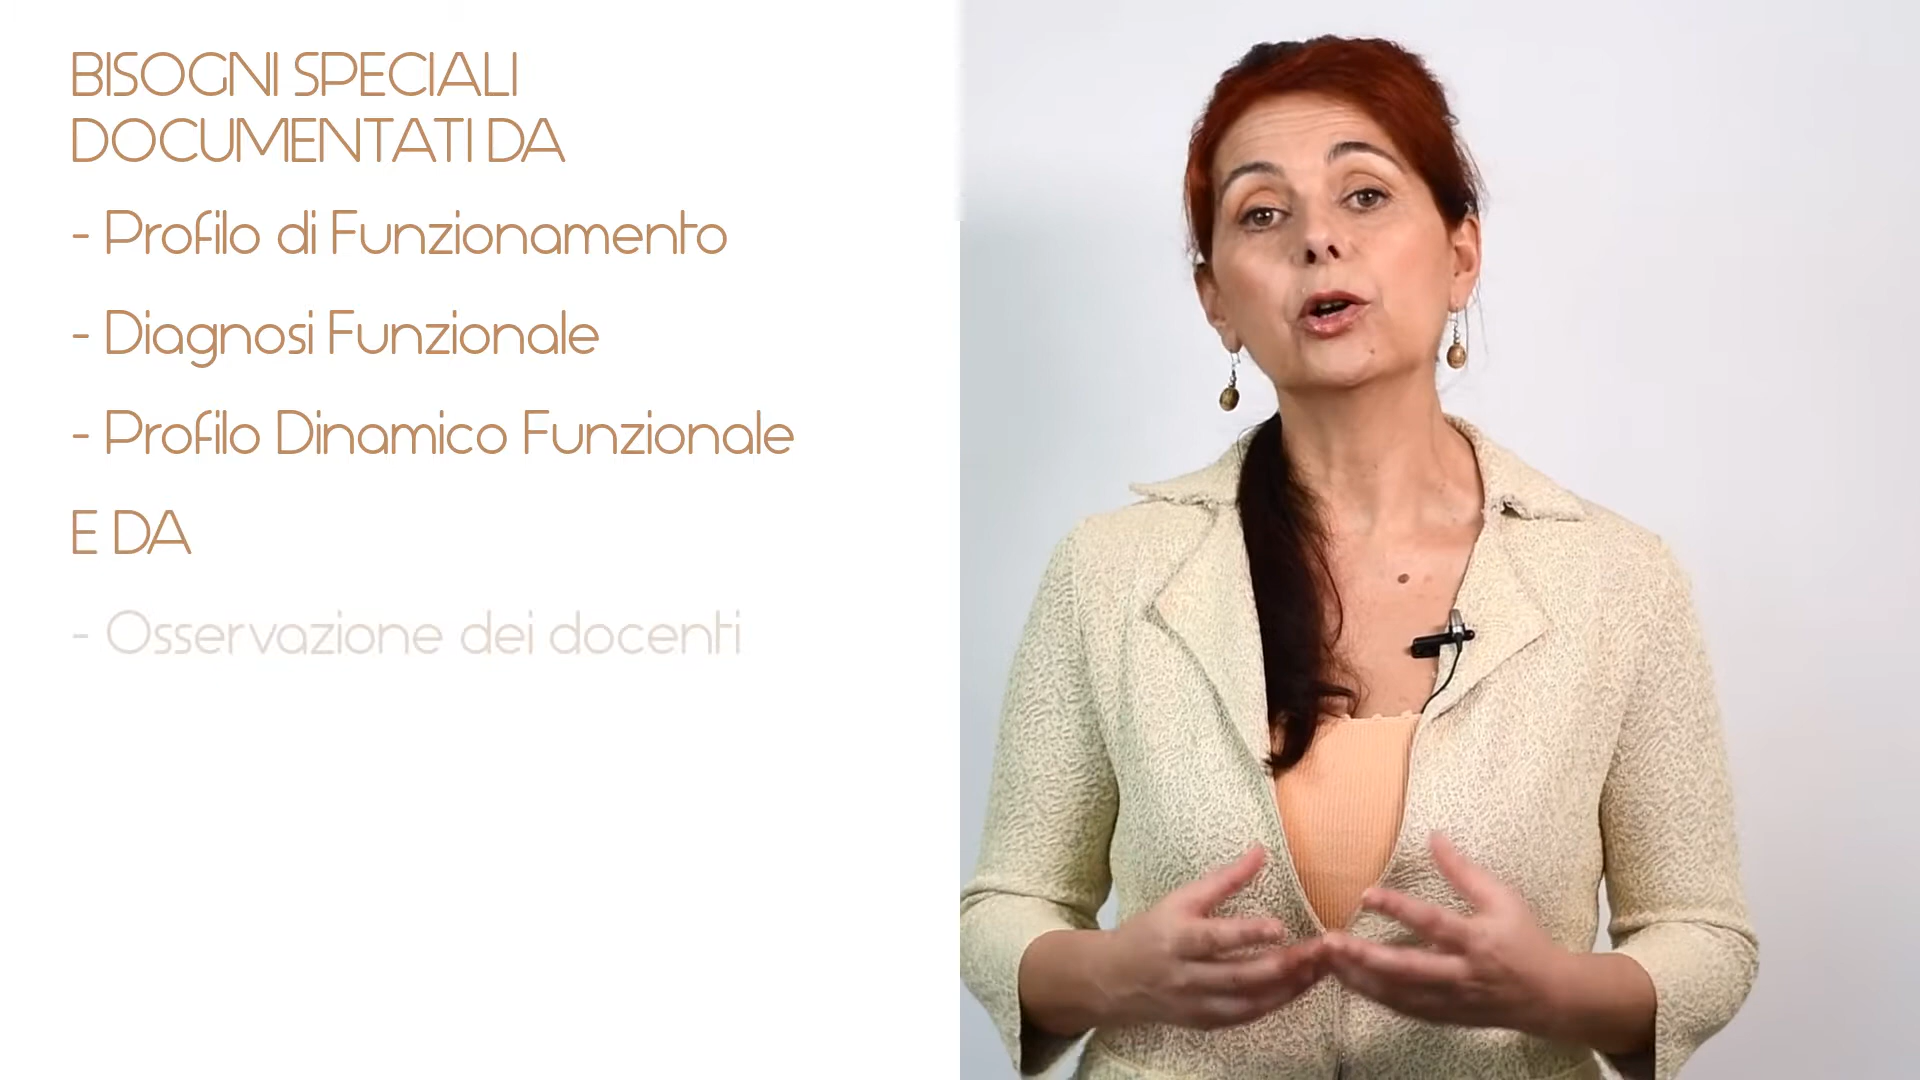 BISOGNI SPECIALI
DOCUMENTATI DA
- Profilo di Funzionamento
- Diagnosi Funzionale
- Profilo Dinamico Funzionale
E DA
- Osservazione dei docenti